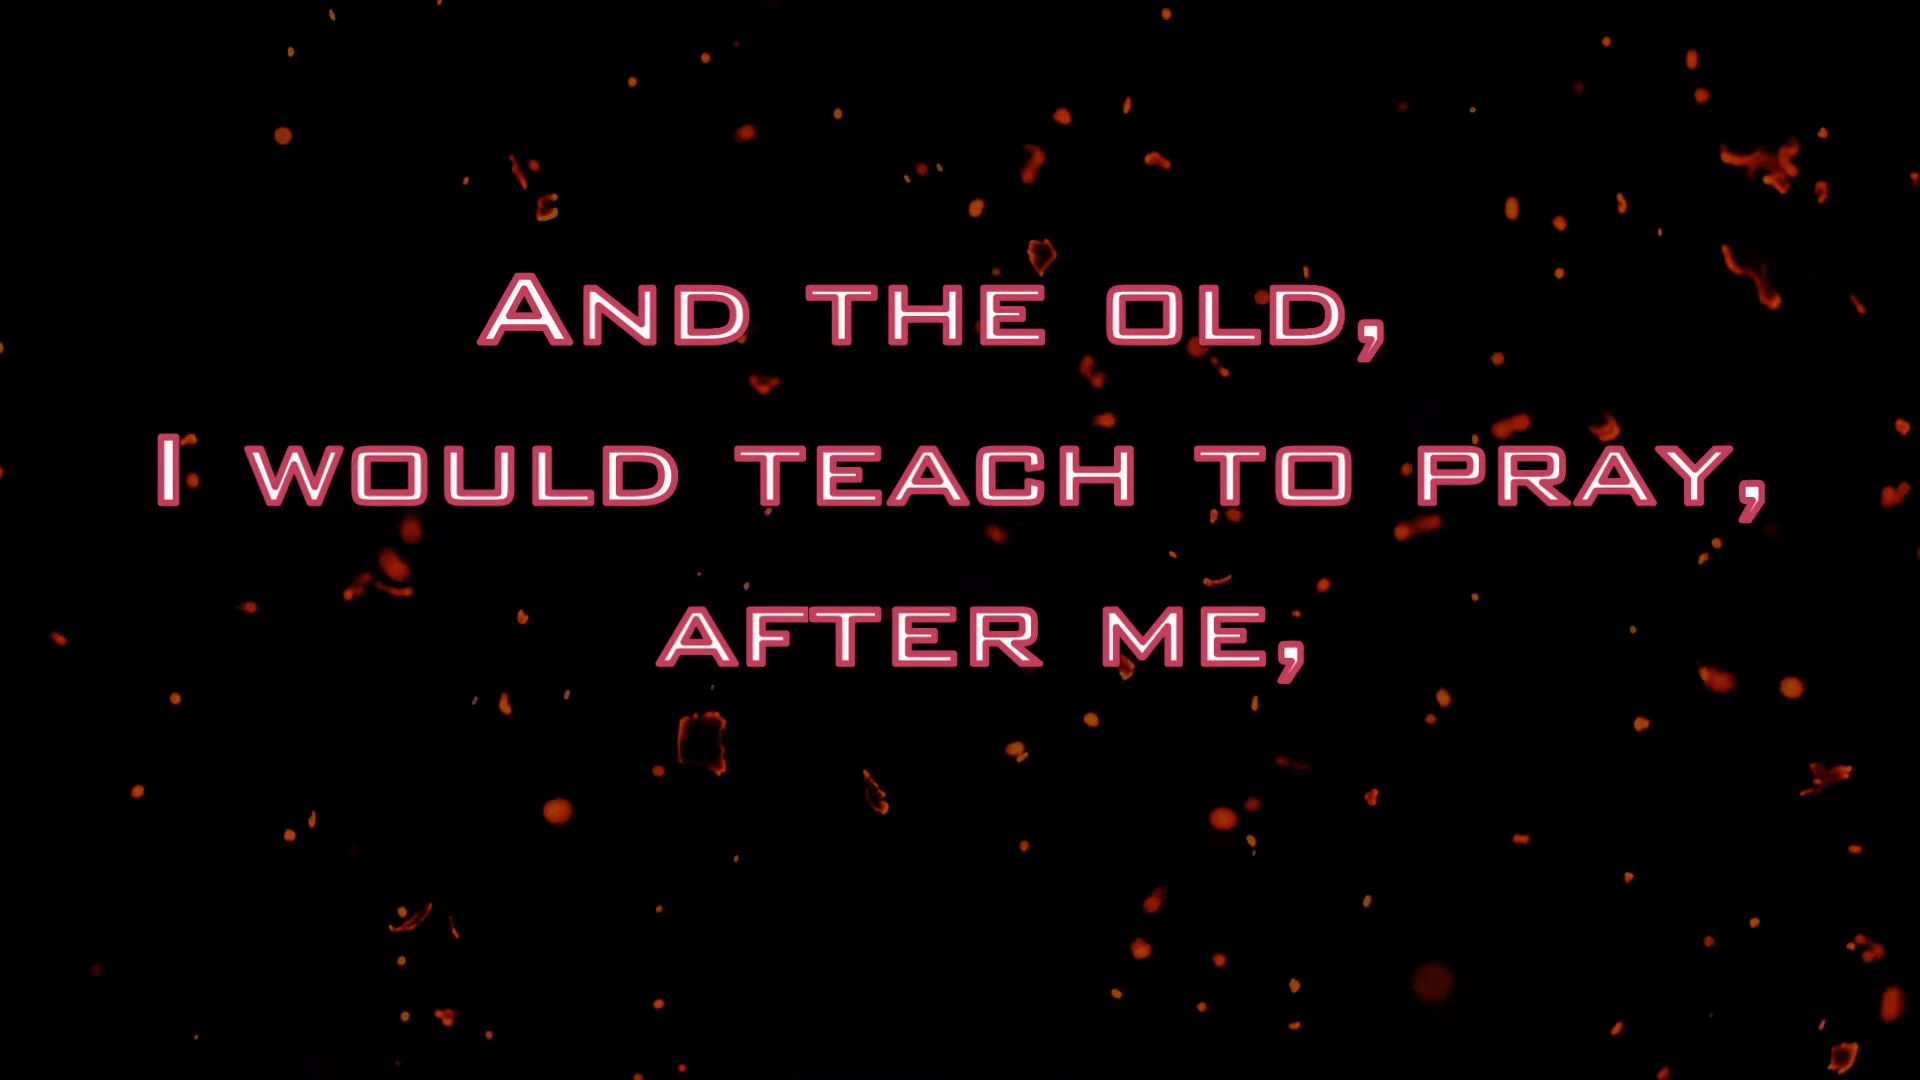 And the old,
I would teach to pray,
after me,